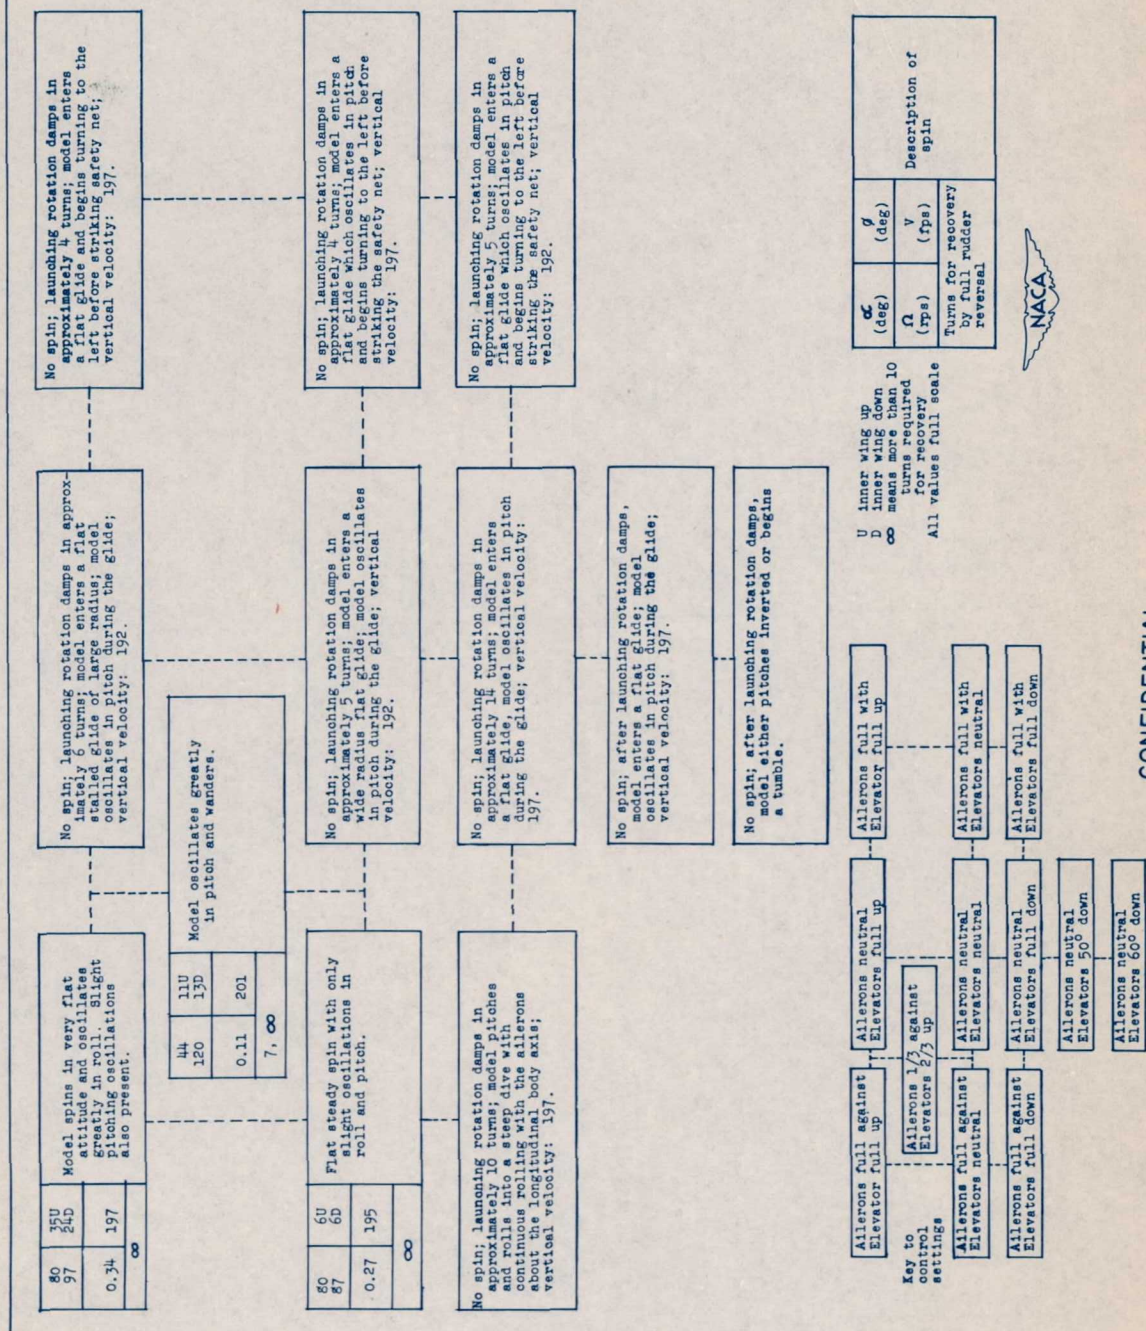 80
97
35U
24D
0.34
197
∞
Model spins in very flat
attitude and oscillates
greatly in roll. Slight
pitching oscillations
also present.
No spin; launching rotation damps in approx-
imately 6 turns; model enters a flat
stalled glide of large radius; model
oscillates in pitch during the glide;
vertical velocity: 192.
No spin; launching rotation damps in
approximately 4 turns; model enters
a flat glide and begins turning to the
left before striking safety net;
vertical velocity: 197.
44
120
11U
13D
0.11
201
7, ∞
Model oscillates greatly
in pitch and wanders.
80
87
6U
6D
0.27
195
∞
Flat steady spin with only
slight oscillations in
roll and pitch.
No spin; launching rotation damps in
approximately 5 turns; model enters a
wide radius flat glide; model oscillates
in pitch during the glide; vertical
velocity: 192.
No spin; launching rotation damps in
approximately 4 turns; model enters a
flat glide which oscillates in pitch
and begins turning to the left before
striking the safety net; vertical
velocity: 197.
No spin; launching rotation damps in
approximately 10 turns; model pitches
and rolls into a steep dive with
continuous rolling with the ailerons
about the longitudinal body axis;
vertical velocity: 197.
No spin; launching rotation damps in
approximately 14 turns; model enters
a flat glide, model oscillates in pitch
during the glide; vertical velocity:
197.
No spin; launching rotation damps in
approximately 5 turns; model enters a
flat glide which oscillates in pitch
and begins turning to the left before
striking the safety net; vertical
velocity: 192.
No spin; after launching rotation damps,
model enters a flat glide; model
oscillates in pitch during the glide;
vertical velocity: 197.
No spin; after launching rotation damps,
model either pitches inverted or begins
a tumble.
Key to
control
settings
Ailerons full against
Elevator full up
Ailerons neutral
Elevators full up
Ailerons full with
Elevator full up
Ailerons 1/3 against
Elevators 2/3 up
Ailerons full against
Elevators neutral
Ailerons neutral
Elevators neutral
Ailerons full with
Elevators neutral
Ailerons full against
Elevators full down
Ailerons neutral
Elevators full down
Ailerons full with
Elevators full down
Ailerons neutral
Elevators 50° down
Ailerons neutral
Elevators 60° down
U inner wing up
D inner wing down
∞ means more than 10
turns required
for recovery
All values full scale
α
(deg)
ø
(deg)
Ω
(rps)
V
(fps)
Turns for recovery
by full rudder
reversal
Description of
spin
NACA
CONFIDENTIAL